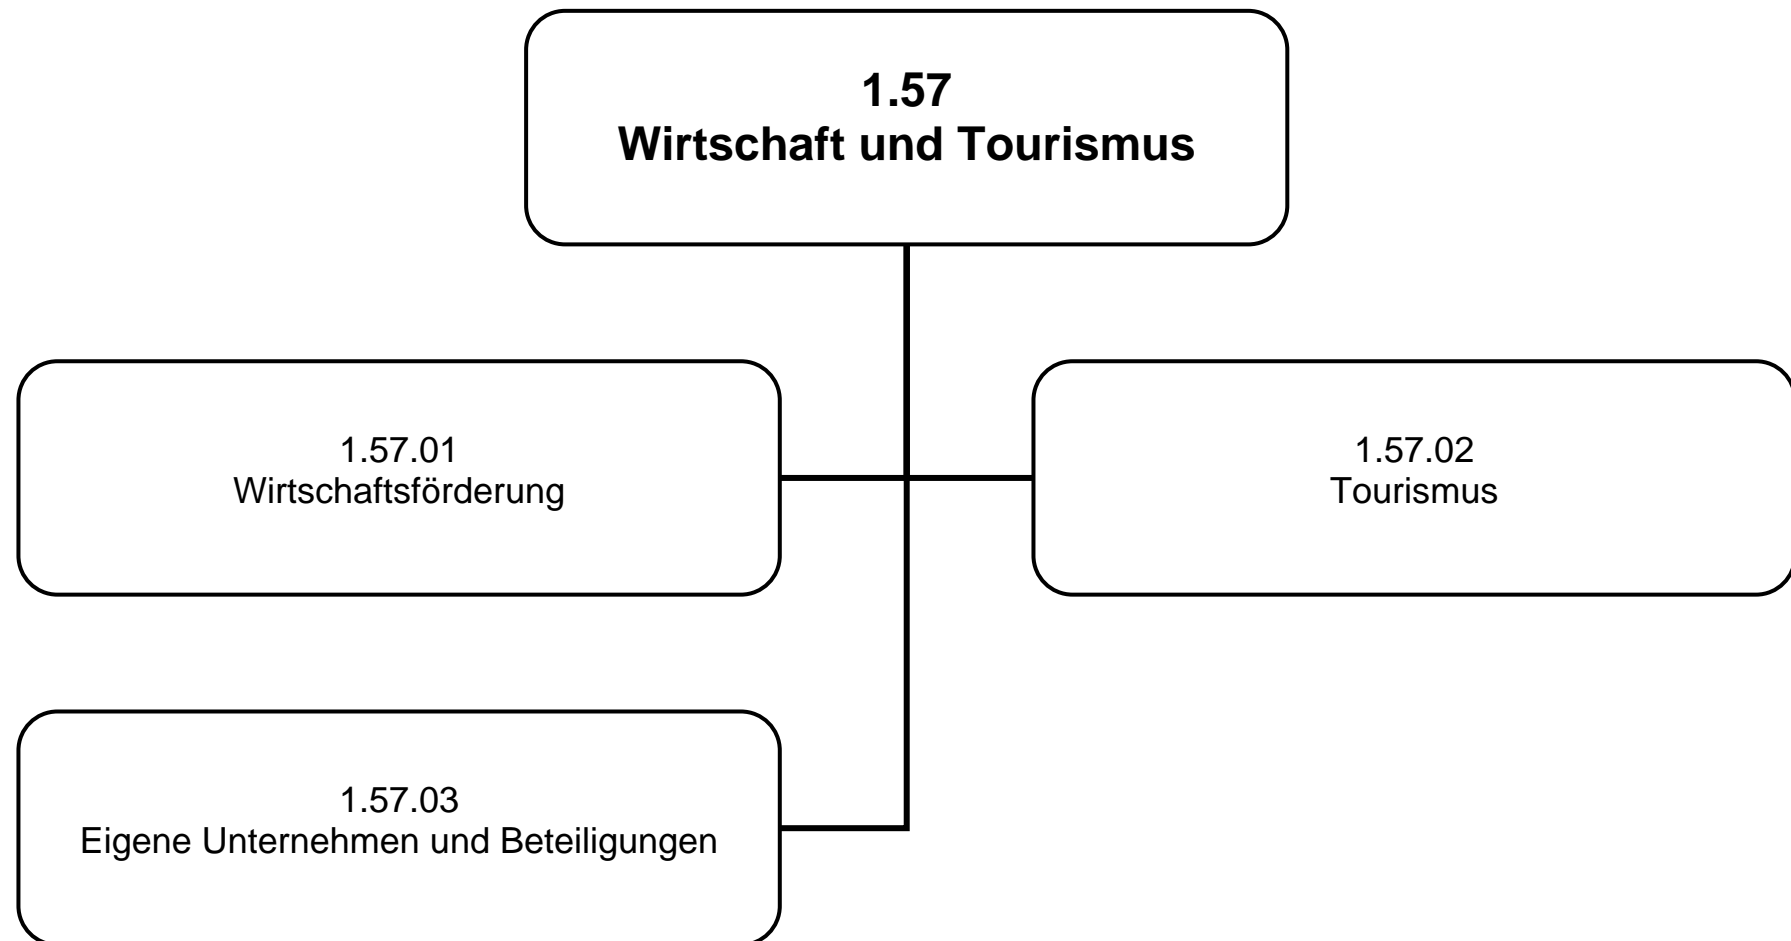 1.57
Wirtschaft und Tourismus
1.57.01
Wirtschaftsförderung
1.57.02
Tourismus
1.57.03
Eigene Unternehmen und Beteiligungen